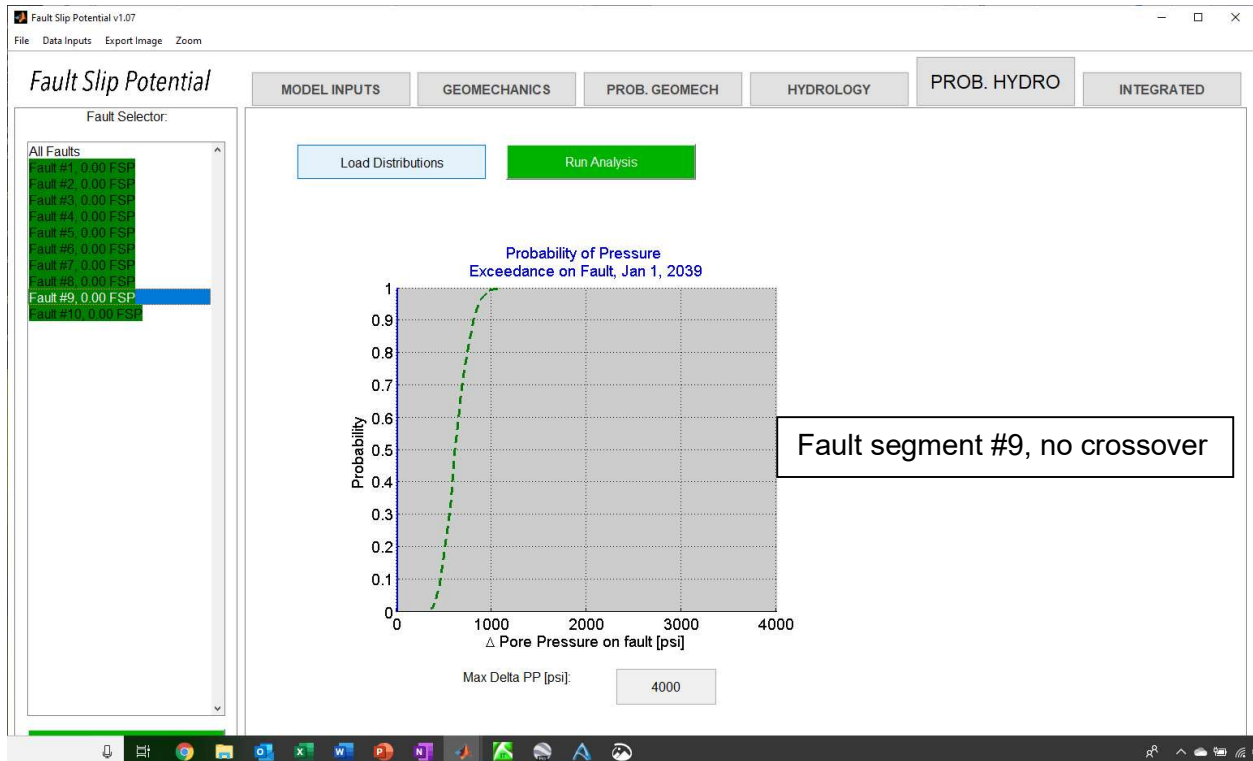 Fault Slip Potential v1.07
File Data Inputs Export Image Zoom
Fault Slip Potential
MODEL INPUTS GEOMECHANICS PROB. GEOMECH HYDROLOGY PROB. HYDRO INTEGRATED
Fault Selector:
All Faults
Fault #1, 0.00 FSP
Fault #2, 0.00 FSP
Fault #3, 0.00 FSP
Fault #4, 0.00 FSP
Fault #5, 0.00 FSP
Fault #6, 0.00 FSP
Fault #7, 0.00 FSP
Fault #8, 0.00 FSP
Fault #9, 0.00 FSP
Fault #10, 0.00 FSP
Load Distributions Run Analysis
Probability of Pressure
Exceedance on Fault, Jan 1, 2039
1
0.9
0.8
0.7
0.6
0.5
0.4
0.3
0.2
0.1
0
Probability
0 1000 2000 3000 4000
Δ Pore Pressure on fault [psi]
Fault segment #9, no crossover
Max Delta PP [psi]: 4000